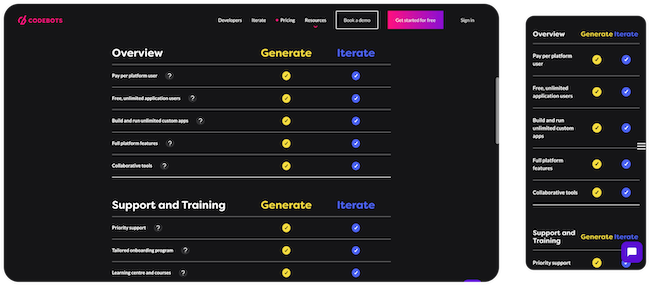 CODEBOTS
Developers Iterate Pricing Resources Book a demo Get started for free Sign in
Overview Generate Iterate
Pay per platform user ?
Free, unlimited application users ?
Build and run unlimited custom apps ?
Full platform features ?
Collaborative tools ?
Support and Training Generate Iterate
Priority support ?
Tailored onboarding program ?
Learning centre and courses ?
Overview Generate Iterate
Pay per platform
user
Free, unlimited
application users
Build and run
unlimited custom
apps
Full platform
features
Collaborative tools
Support and
Training Generate Iterate
Priority support